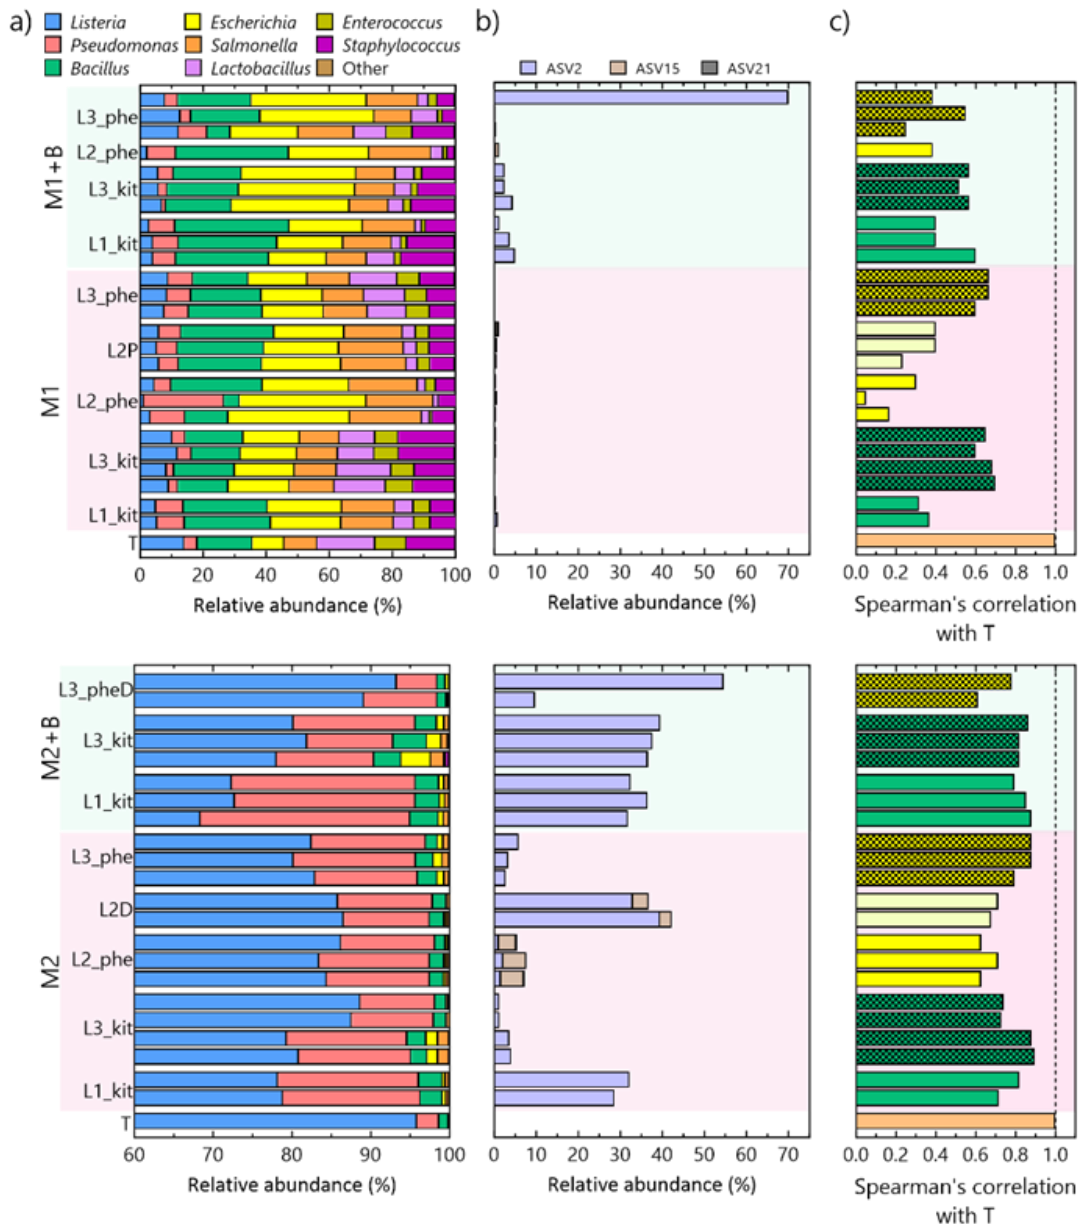 a)
Listeria Escherichia Enterococcus
Pseudomonas Salmonella Staphylococcus
Bacillus Lactobacillus Other
M1+B
L3_phe
L2_phe
L3_kit
L1_kit
M1
L3_phe
L2P
L2_phe
L3_kit
L1_kit
T
0 20 40 60 80 100
Relative abundance (%)
b)
ASV2 ASV15 ASV21
0 10 20 30 40 50 60 70
Relative abundance (%)
c)
0.0 0.2 0.4 0.6 0.8 1.0
Spearman's correlation
with T
M2+B
L3_pheD
L3_kit
L1_kit
M2
L3_phe
L2D
L2_phe
L3_kit
L1_kit
T
60 70 80 90 100
Relative abundance (%)
0 10 20 30 40 50 60 70
Relative abundance (%)
0.0 0.2 0.4 0.6 0.8 1.0
Spearman's correlation
with T